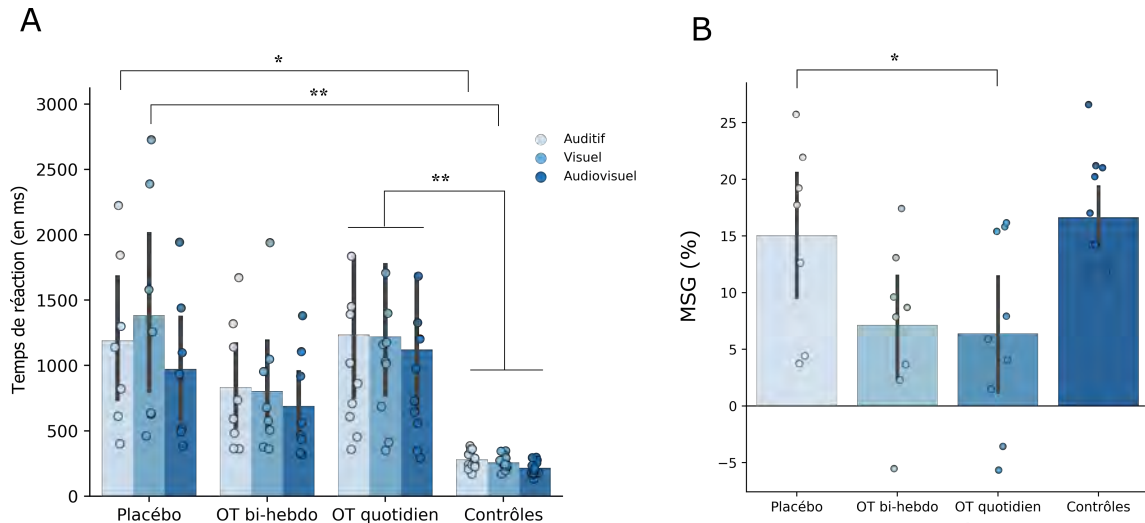 A
*
**
**
Temps de réaction (en ms)
3000
2500
2000
1500
1000
500
0
Auditif
Visuel
Audiovisuel
Placébo OT bi-hebdo OT quotidien Contrôles
B
*
MSG (%)
25
20
15
10
5
0
−5
Placébo OT bi-hebdo OT quotidien Contrôles